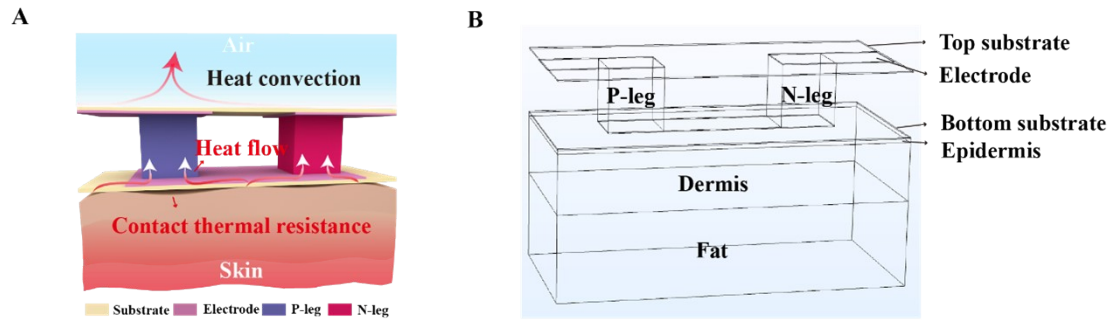 A
Air
Heat convection
Heat flow
Contact thermal resistance
Skin
Substrate Electrode P-leg N-leg
B
Top substrate
Electrode
P-leg N-leg
Bottom substrate
Epidermis
Dermis
Fat